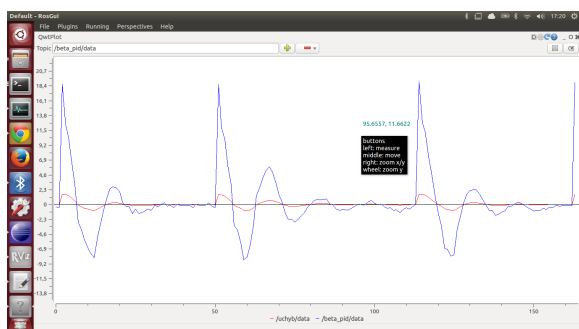 Default - RosGui
17:20
File Plugins Running Perspectives Help
QwtPlot
Topic /beta_pid/data
20,7
18,4
16,1
13,8
11,5
9,2
6,9
4,6
2,3
0
-2,3
-4,6
-6,9
-9,2
-11,5
-13,8
95.6557, 11.6622
buttons
left: measure
middle: move
right: zoom x/y
wheel: zoom y
0 50 100 150
/uchyb/data /beta_pid/data
RViz